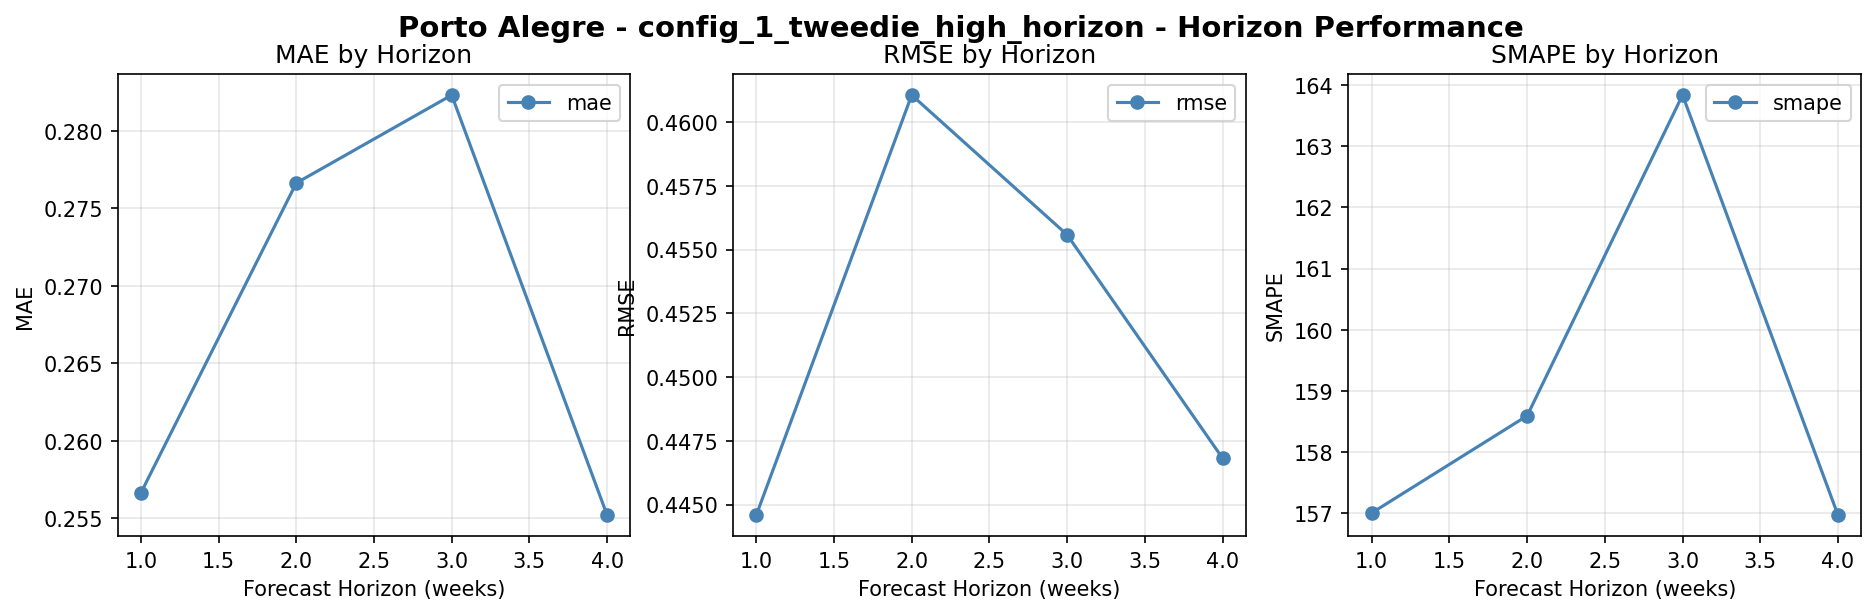 Porto Alegre - config_1_tweedie_high_horizon - Horizon Performance
MAE by Horizon
mae
MAE
0.280
0.275
0.270
0.265
0.260
0.255
1.0 1.5 2.0 2.5 3.0 3.5 4.0
Forecast Horizon (weeks)
RMSE by Horizon
rmse
RMSE
0.4600
0.4575
0.4550
0.4525
0.4500
0.4475
0.4450
1.0 1.5 2.0 2.5 3.0 3.5 4.0
Forecast Horizon (weeks)
SMAPE by Horizon
smape
SMAPE
164
163
162
161
160
159
158
157
1.0 1.5 2.0 2.5 3.0 3.5 4.0
Forecast Horizon (weeks)